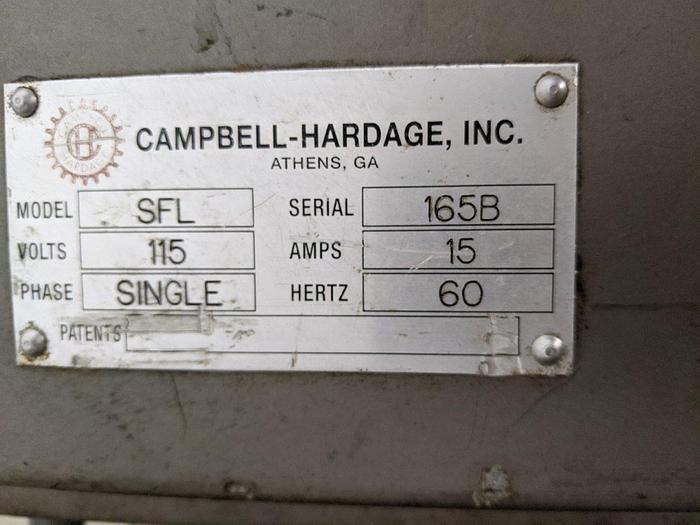 CAMPBELL-HARDAGE, INC.
ATHENS, GA
MODEL SFL SERIAL 165B
VOLTS 115 AMPS 15
PHASE SINGLE HERTZ 60
PATENTS